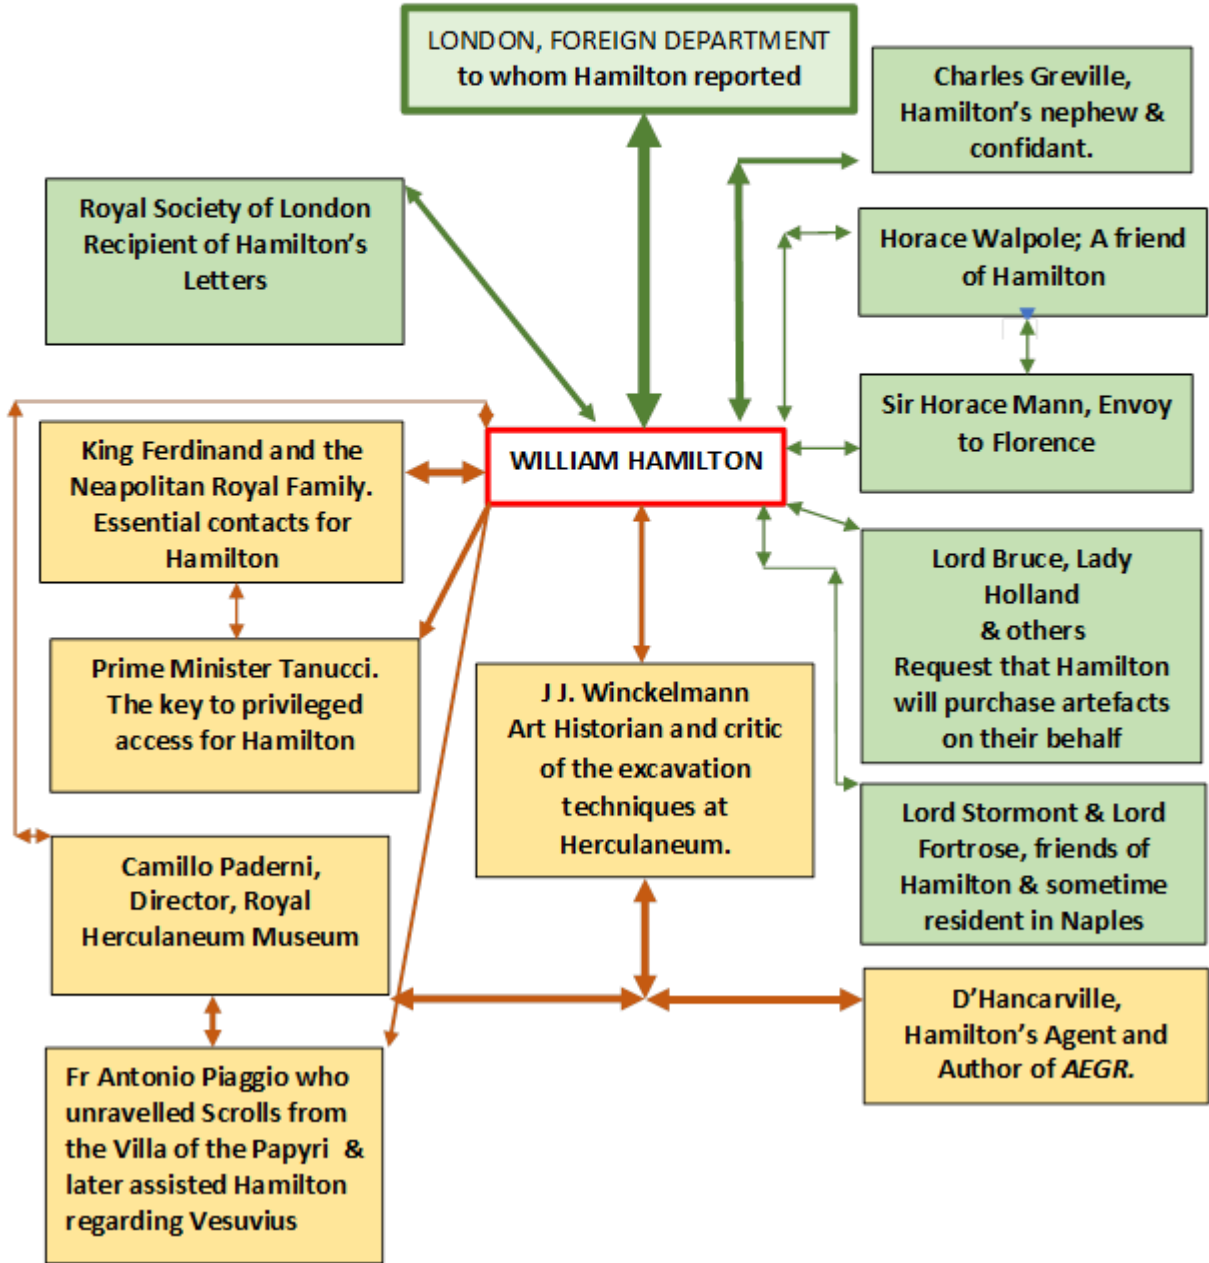 LONDON, FOREIGN DEPARTMENT
to whom Hamilton reported
Charles Greville,
Hamilton's nephew &
confidant.
Royal Society of London
Recipient of Hamilton's
Letters
Horace Walpole; A friend
of Hamilton
Sir Horace Mann, Envoy
to Florence
WILLIAM HAMILTON
King Ferdinand and the
Neapolitan Royal Family.
Essential contacts for
Hamilton
Lord Bruce, Lady
Holland
& others
Request that Hamilton
will purchase artefacts
on their behalf
Prime Minister Tanucci.
The key to privileged
access for Hamilton
J J. Winckelmann
Art Historian and critic
of the excavation
techniques at
Herculaneum.
Lord Stormont & Lord
Fortrose, friends of
Hamilton & sometime
resident in Naples
Camillo Paderni,
Director, Royal
Herculaneum Museum
D'Hancarville,
Hamilton's Agent and
Author of AEGR.
Fr Antonio Piaggio who
unravelled Scrolls from
the Villa of the Papyri &
later assisted Hamilton
regarding Vesuvius